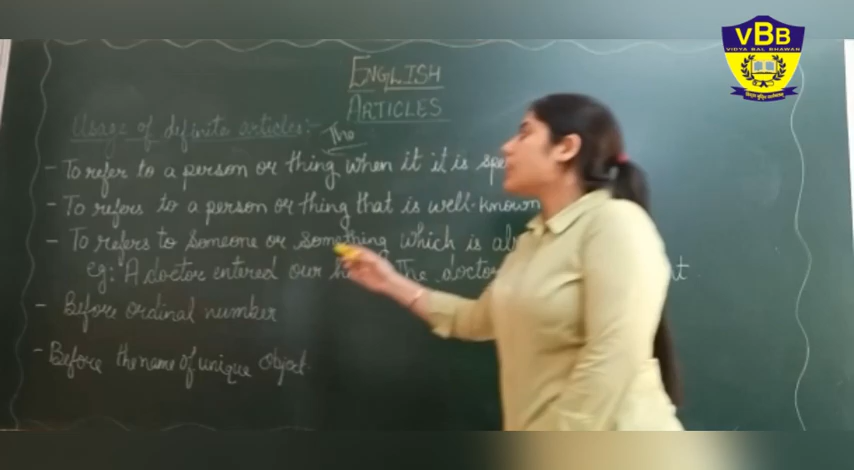 VBB
VIDYA BAL BHAWAN
ENGLISH
ARTICLES
Usage of definite articles:- The
- To refer to a person or thing when it it is
- To refers to a person or thing that is well-known
- To refers to someone or something which is
eg: "A doctor entered our The doctor
- Before ordinal number
- Before the name of unique object.